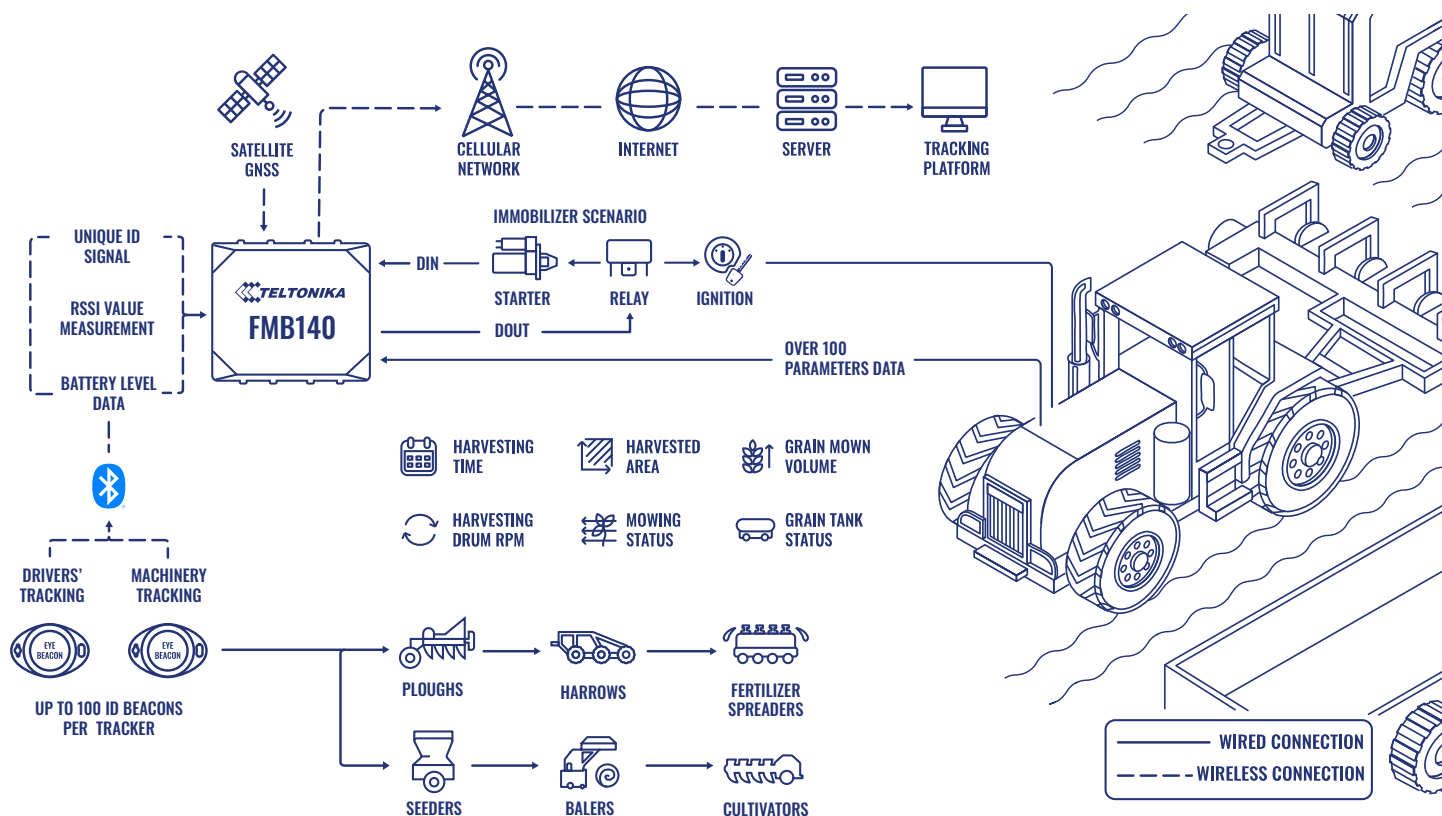 SATELLITE
GNSS
CELLULAR
NETWORK
INTERNET
SERVER
TRACKING
PLATFORM
UNIQUE ID
SIGNAL
RSSI VALUE
MEASUREMENT
BATTERY LEVEL
DATA
TELTONIKA
FMB140
IMMOBILIZER SCENARIO
DIN
STARTER
RELAY
IGNITION
DOUT
OVER 100
PARAMETERS DATA
HARVESTING
TIME
HARVESTED
AREA
GRAIN MOWN
VOLUME
HARVESTING
DRUM RPM
MOWING
STATUS
GRAIN TANK
STATUS
DRIVERS'
TRACKING
MACHINERY
TRACKING
EYE
BEACON
EYE
BEACON
UP TO 100 ID BEACONS
PER TRACKER
PLOUGHS
HARROWS
FERTILIZER
SPREADERS
SEEDERS
BALERS
CULTIVATORS
WIRED CONNECTION
WIRELESS CONNECTION